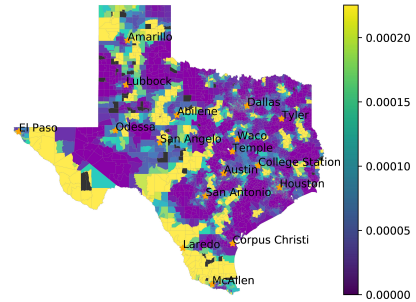 Amarillo
Lubbock
Abilene
Dallas
Tyler
El Paso
Odessa
San Angelo
Waco
Temple
College Station
Austin
Houston
San Antonio
Laredo
Corpus Christi
McAllen
0.00020
0.00015
0.00010
0.00005
0.00000